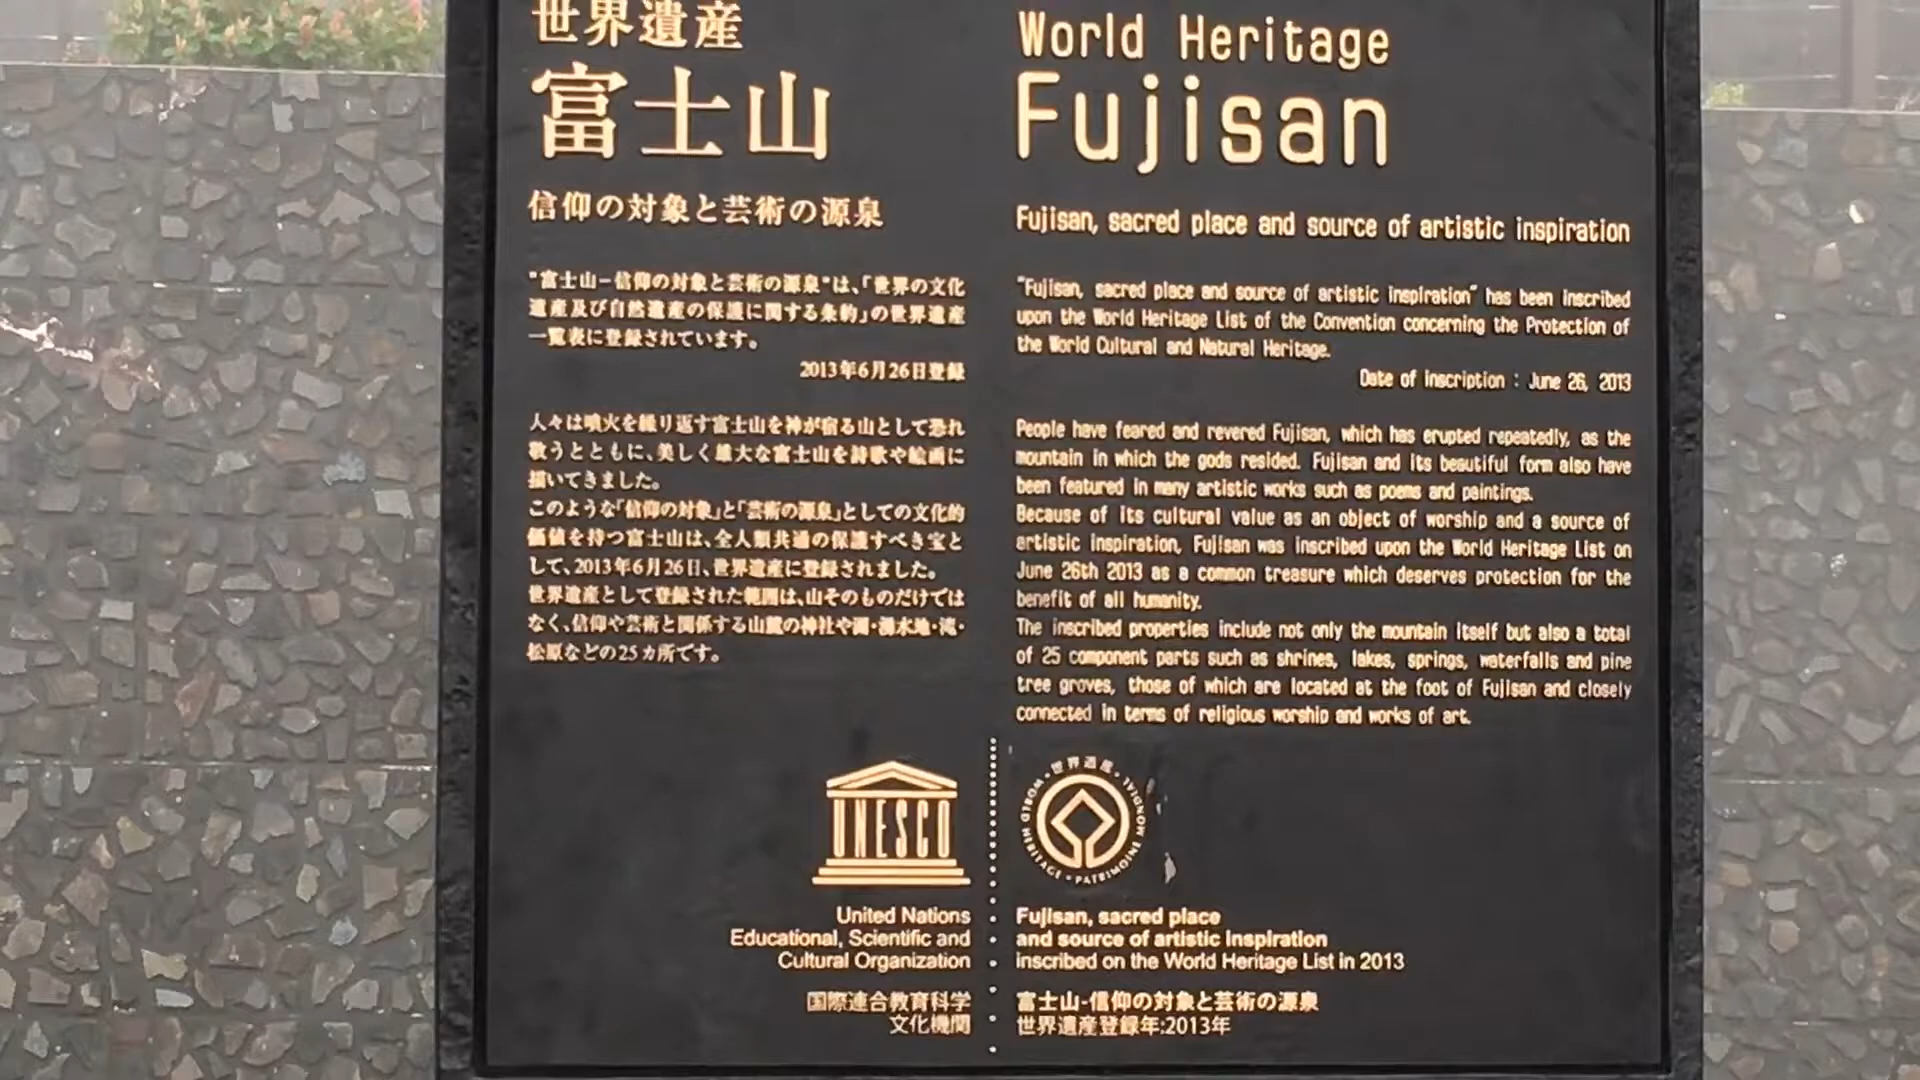 世界遺産
富士山
信仰の対象と芸術の源泉
"富士山−信仰の対象と芸術の源泉"は、「世界の文化
遺産及び自然遺産の保護に関する条約」の世界遺産
一覧表に登録されています。
2013年6月26日登録
人々は噴火を繰り返す富士山を神が宿る山として恐れ
敬うとともに、美しく雄大な富士山を詩歌や絵画に
描いてきました。
このような「信仰の対象」と「芸術の源泉」としての文化的
価値を持つ富士山は、全人類共通の保護すべき宝と
して、2013年6月26日、世界遺産に登録されました。
世界遺産として登録された範囲は、山そのものだけでは
なく、信仰や芸術と関係する山麓の神社や湖・湧水地・滝・
松原などの25カ所です。
World Heritage
Fujisan
Fujisan, sacred place and source of artistic inspiration
"Fujisan, sacred place and source of artistic inspiration" has been inscribed
upon the World Heritage List of the Convention concerning the Protection of
the World Cultural and Natural Heritage.
Date of inscription : June 26, 2013
People have feared and revered Fujisan, which has erupted repeatedly, as the
mountain in which the gods resided. Fujisan and its beautiful form also have
been featured in many artistic works such as poems and paintings.
Because of its cultural value as an object of worship and a source of
artistic inspiration, Fujisan was inscribed upon the World Heritage List on
June 26th 2013 as a common treasure which deserves protection for the
benefit of all humanity.
The inscribed properties include not only the mountain itself but also a total
of 25 component parts such as shrines, lakes, springs, waterfalls and pine
tree groves, those of which are located at the foot of Fujisan and closely
connected in terms of religious worship and works of art.
UNESCO
United Nations
Educational, Scientific and
Cultural Organization
国際連合教育科学
文化機関
世界遺産 • WORLD HERITAGE • PATRIMOINE MONDIAL
Fujisan, sacred place
and source of artistic inspiration
inscribed on the World Heritage List in 2013
富士山-信仰の対象と芸術の源泉
世界遺産登録年:2013年